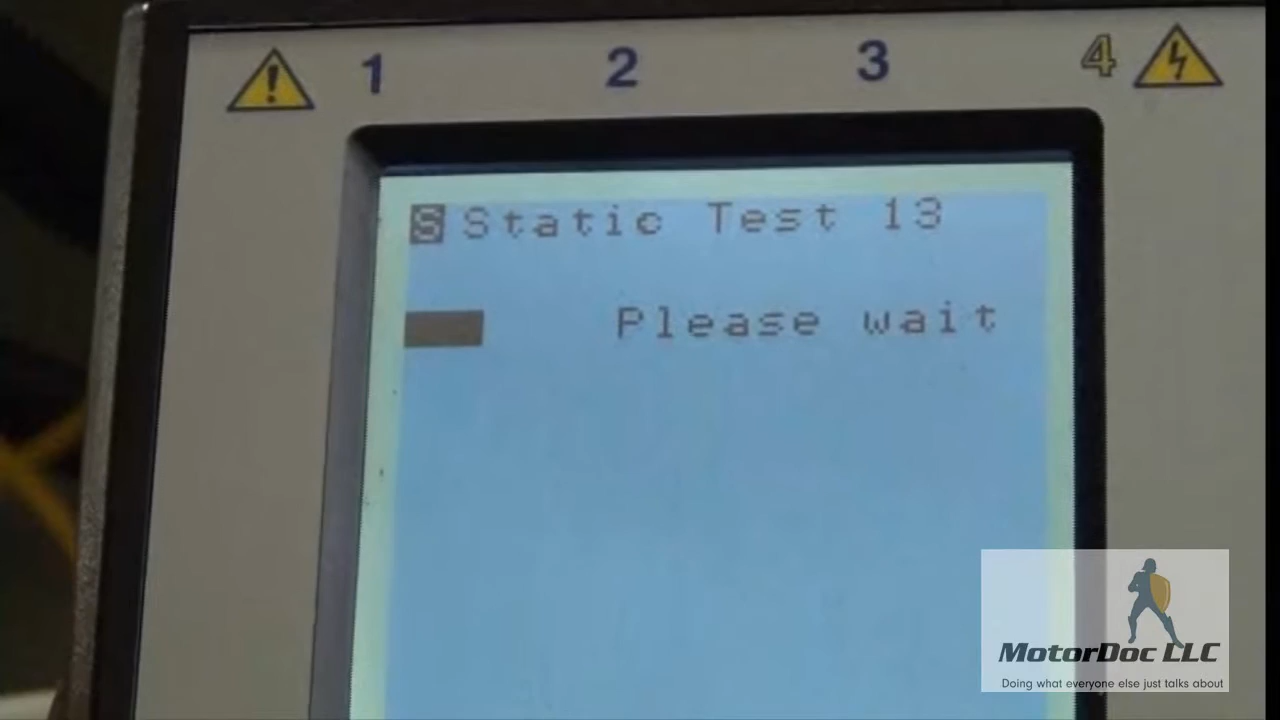 1 2 3 4
S Static Test 13
Please wait
MotorDoc LLC
Doing what everyone else just talks about